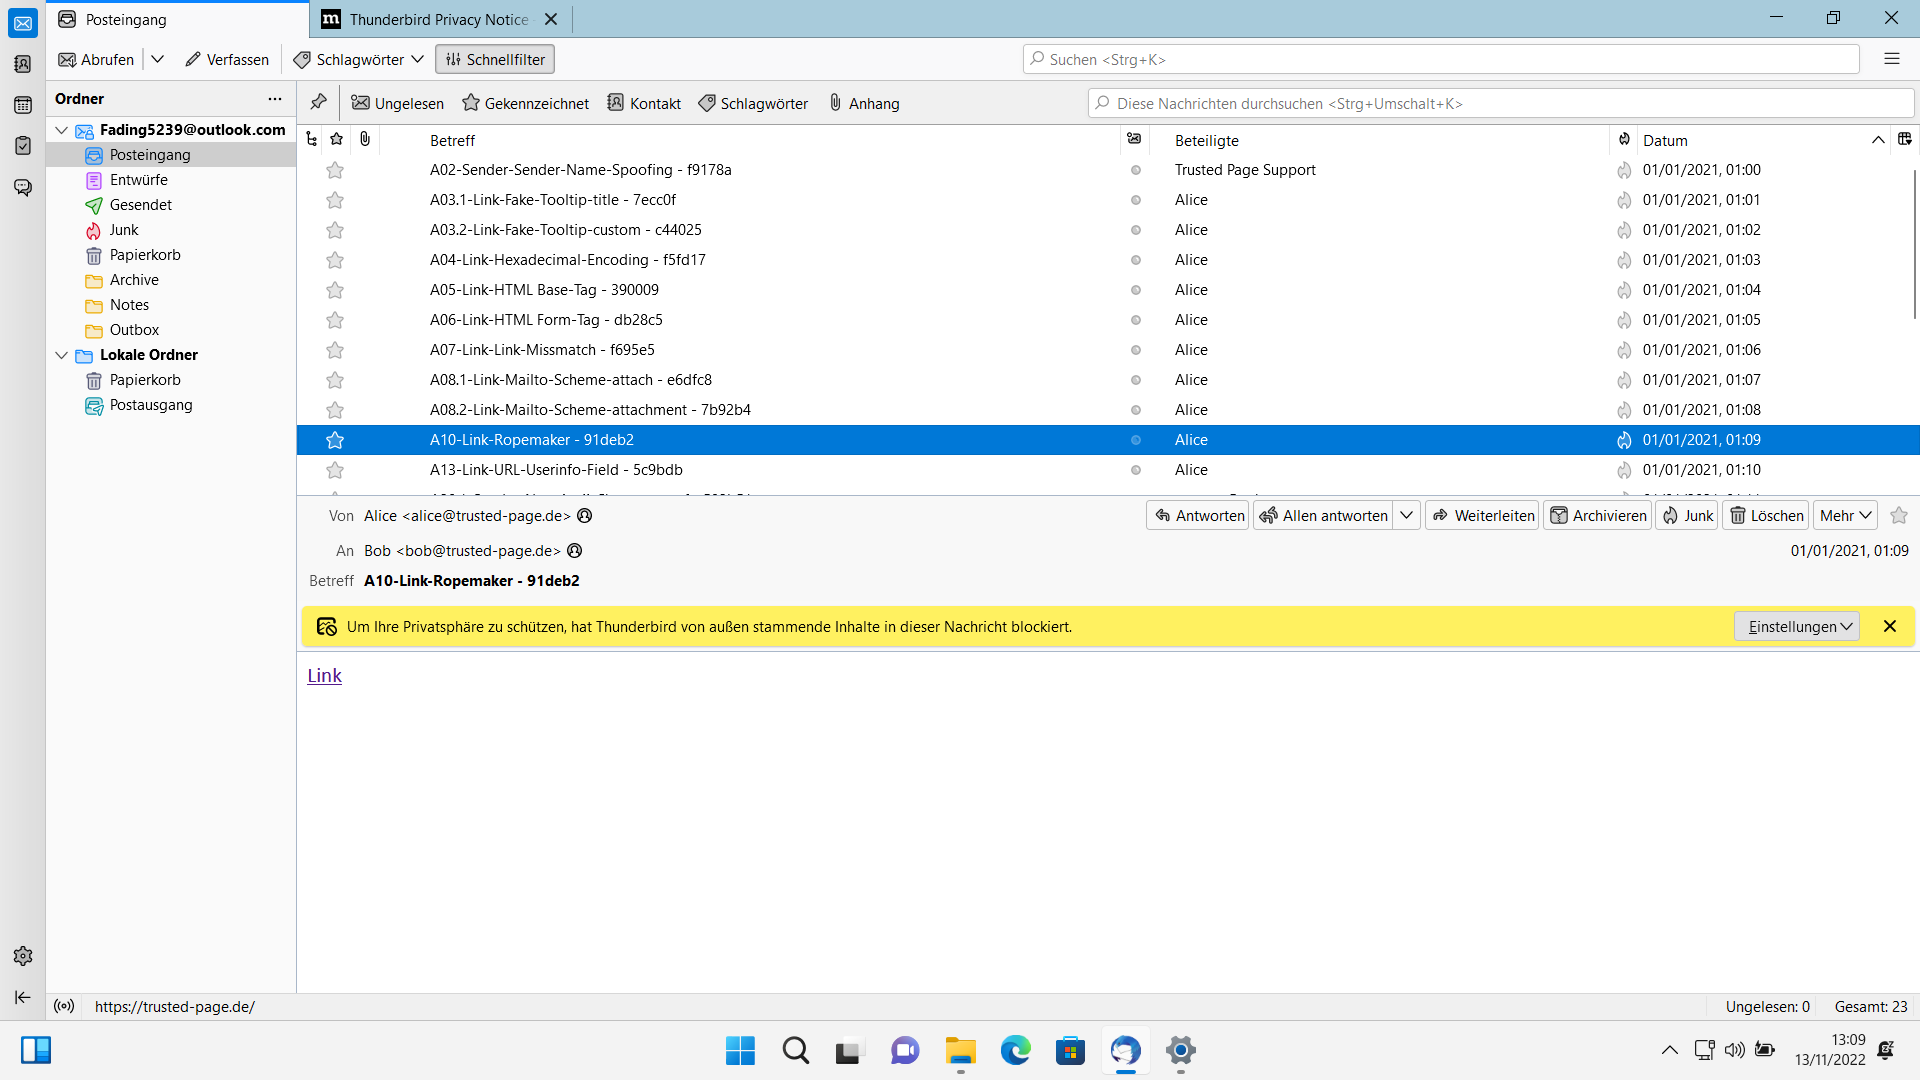 Posteingang
Thunderbird Privacy Notice
Abrufen
Verfassen
Schlagwörter
Schnellfilter
Suchen <Strg+K>
Ordner
Ungelesen
Gekennzeichnet
Kontakt
Schlagwörter
Anhang
Diese Nachrichten durchsuchen <Strg+Umschalt+K>
Fading5239@outlook.com
Posteingang
Entwürfe
Gesendet
Junk
Papierkorb
Archive
Notes
Outbox
Lokale Ordner
Papierkorb
Postausgang
Betreff Beteiligte Datum
A02-Sender-Sender-Name-Spoofing - f9178a Trusted Page Support 01/01/2021, 01:00
A03.1-Link-Fake-Tooltip-title - 7ecc0f Alice 01/01/2021, 01:01
A03.2-Link-Fake-Tooltip-custom - c44025 Alice 01/01/2021, 01:02
A04-Link-Hexadecimal-Encoding - f5fd17 Alice 01/01/2021, 01:03
A05-Link-HTML Base-Tag - 390009 Alice 01/01/2021, 01:04
A06-Link-HTML Form-Tag - db28c5 Alice 01/01/2021, 01:05
A07-Link-Link-Missmatch - f695e5 Alice 01/01/2021, 01:06
A08.1-Link-Mailto-Scheme-attach - e6dfc8 Alice 01/01/2021, 01:07
A08.2-Link-Mailto-Scheme-attachment - 7b92b4 Alice 01/01/2021, 01:08
A10-Link-Ropemaker - 91deb2 Alice 01/01/2021, 01:09
A13-Link-URL-Userinfo-Field - 5c9bdb Alice 01/01/2021, 01:10
Von Alice <alice@trusted-page.de>
Antworten
Allen antworten
Weiterleiten
Archivieren
Junk
Löschen
Mehr
An Bob <bob@trusted-page.de> 01/01/2021, 01:09
Betreff A10-Link-Ropemaker - 91deb2
Um Ihre Privatsphäre zu schützen, hat Thunderbird von außen stammende Inhalte in dieser Nachricht blockiert.
Einstellungen
Link
https://trusted-page.de/
Ungelesen: 0 Gesamt: 23
13:09
13/11/2022